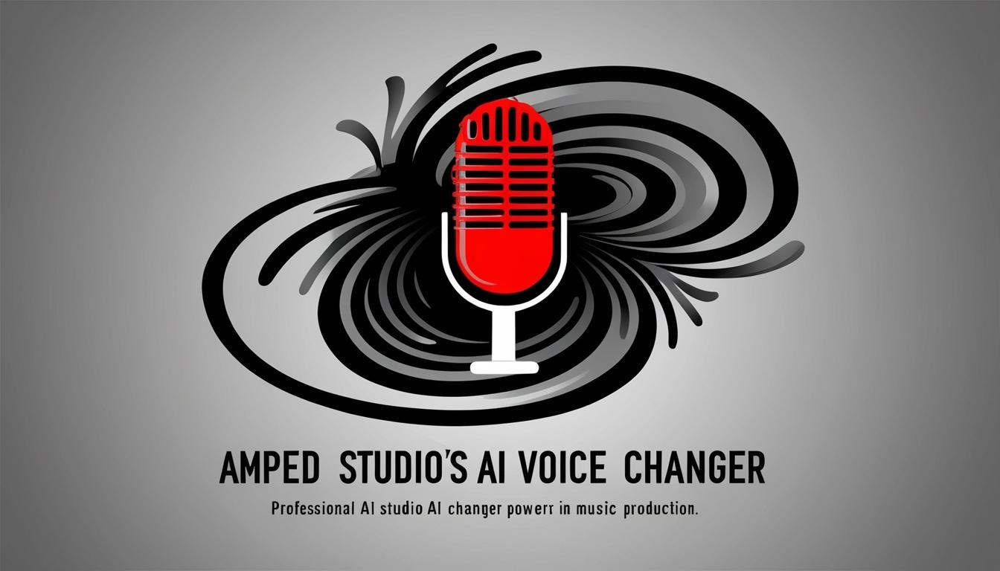 AMPED STUDIO'S AI VOICE CHANGER
Professional AI studio AI changer powerr in music production.